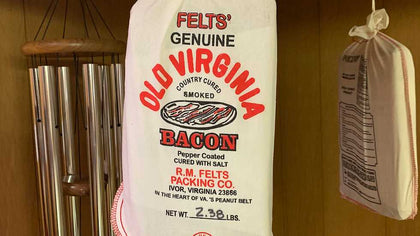 FELTS'
GENUINE
OLD VIRGINIA
COUNTRY CURED
SMOKED
BACON
Pepper Coated
CURED WITH SALT
R.M. FELTS
PACKING CO.
IVOR, VIRGINIA 23866
IN THE HEART OF VA. 'S PEANUT BELT
NET WT. 2.38 LBS.